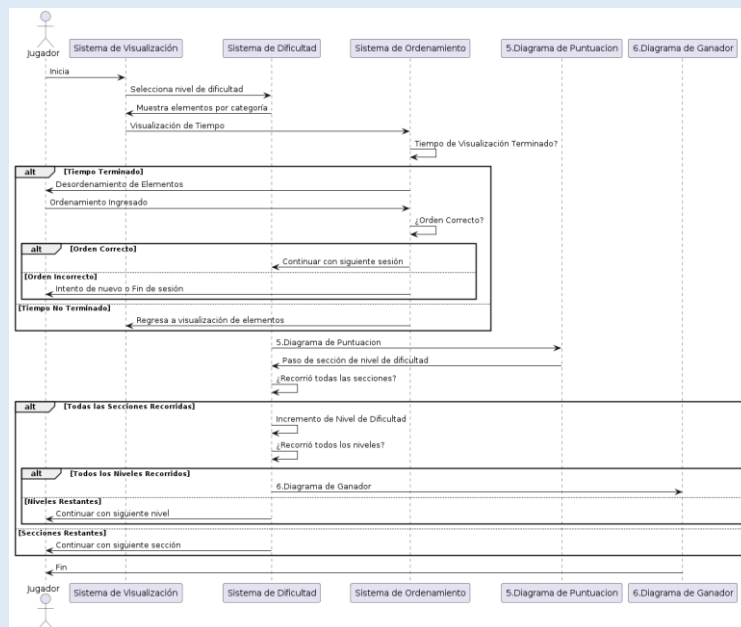 Jugador
Sistema de Visualización
Sistema de Dificultad
Sistema de Ordenamiento
5.Diagrama de Puntuacion
6.Diagrama de Ganador
Inicia
Selecciona nivel de dificultad
Muestra elementos por categoría
Visualización de Tiempo
Tiempo de Visualización Terminado?
alt
[Tiempo Terminado]
Desordenamiento de Elementos
Ordenamiento Ingresado
¿Orden Correcto?
alt
[Orden Correcto]
Continuar con siguiente sesión
[Orden Incorrecto]
Intento de nuevo o Fin de sesión
[Tiempo No Terminado]
Regresa a visualización de elementos
5.Diagrama de Puntuacion
Paso de sección de nivel de dificultad
¿Recorrió todas las secciones?
alt
[Todas las Secciones Recorridas]
Incremento de Nivel de Dificultad
¿Recorrió todos los niveles?
alt
[Todos los Niveles Recorridos]
6.Diagrama de Ganador
[Niveles Restantes]
Continuar con siguiente nivel
[Secciones Restantes]
Continuar con siguiente sección
Fin
Jugador
Sistema de Visualización
Sistema de Dificultad
Sistema de Ordenamiento
5.Diagrama de Puntuacion
6.Diagrama de Ganador